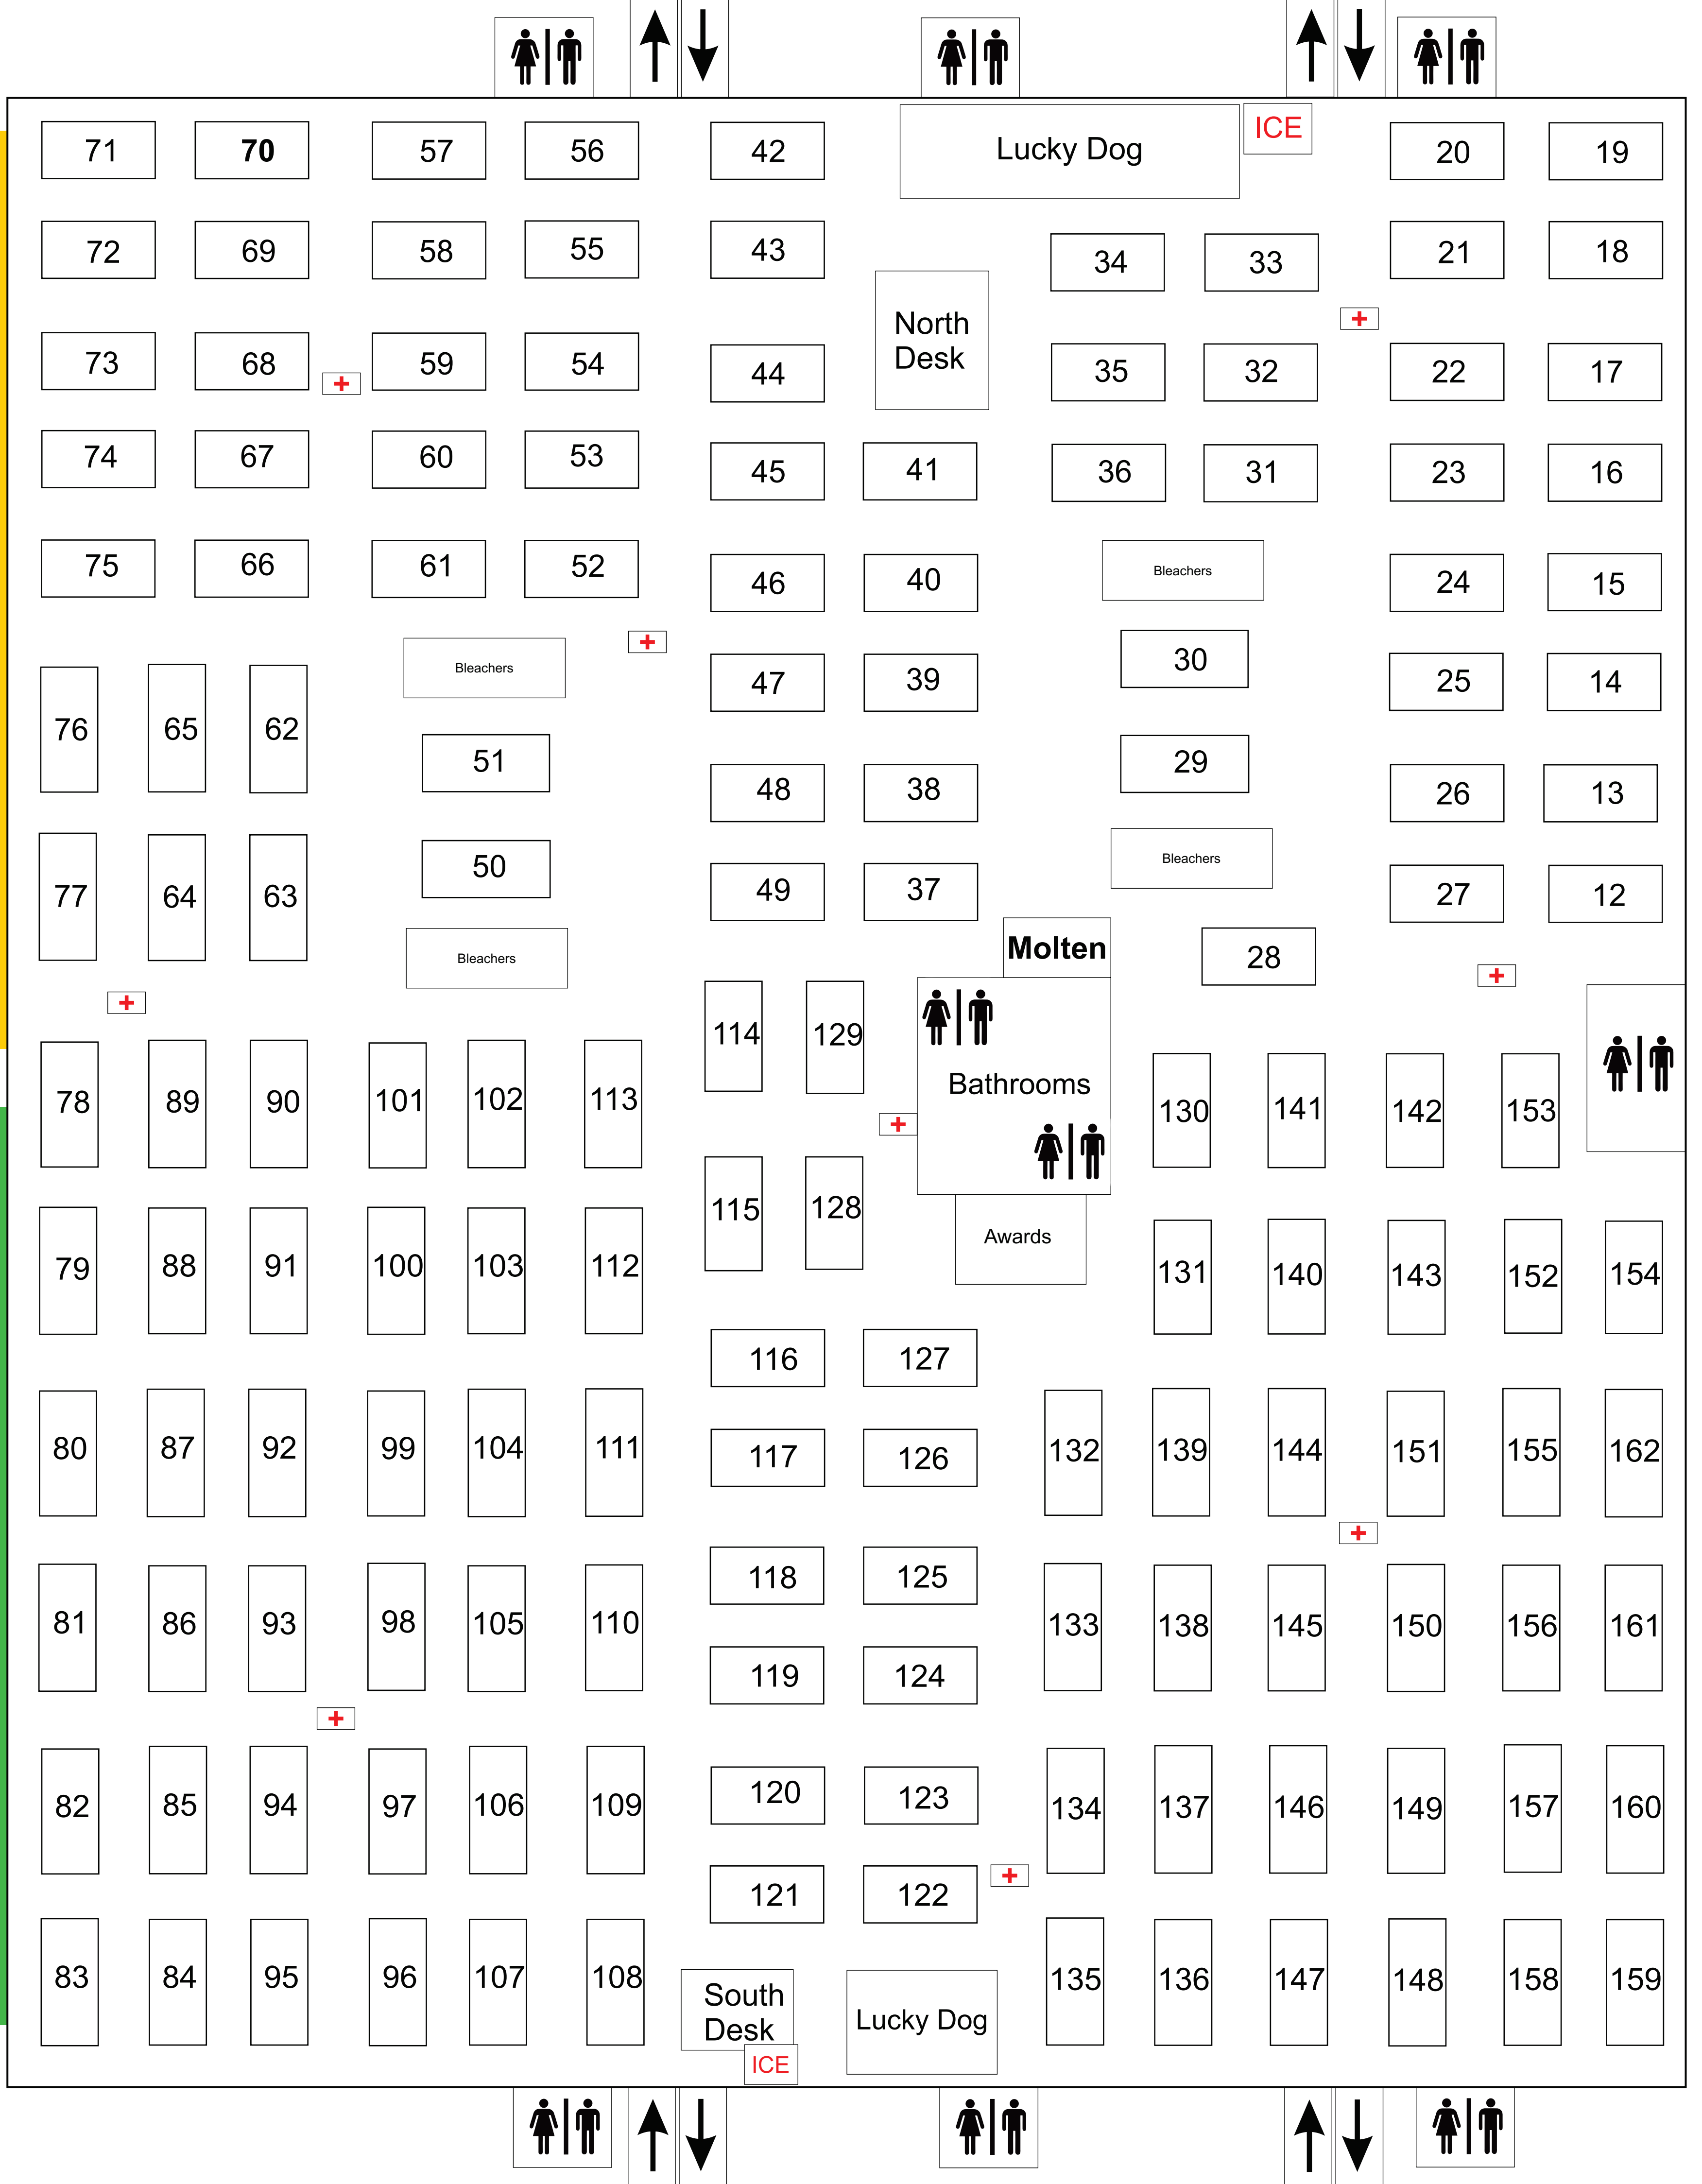 71 70 57 56 42 Lucky Dog ICE 20 19
72 69 58 55 43 34 33 21 18
North
Desk
73 68 59 54 44 35 32 22 17
74 67 60 53 45 41 36 31 23 16
75 66 61 52 46 40 Bleachers 24 15
Bleachers 47 39 30 25 14
76 65 62 51 48 38 29 26 13
77 64 63 50 49 37 Bleachers 27 12
Bleachers Molten 28
114 129
Bathrooms
78 89 90 101 102 113 130 141 142 153
115 128 Awards
79 88 91 100 103 112 131 140 143 152 154
116 127
80 87 92 99 104 111 117 126 132 139 144 151 155 162
118 125
81 86 93 98 105 110 133 138 145 150 156 161
119 124
82 85 94 97 106 109 120 123 134 137 146 149 157 160
121 122
83 84 95 96 107 108 135 136 147 148 158 159
South
Desk
Lucky Dog
ICE